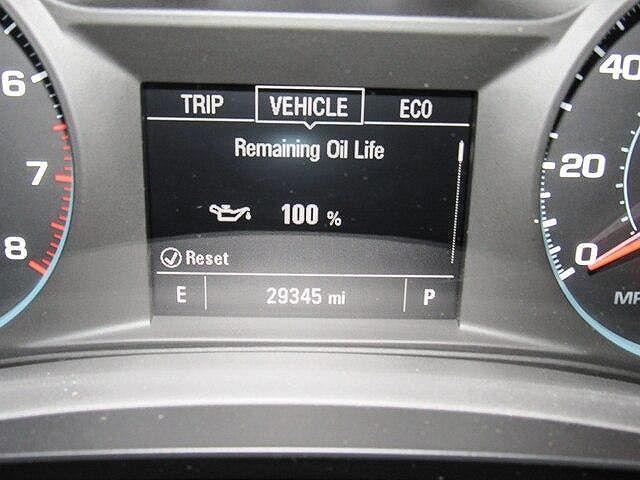 TRIP VEHICLE ECO
Remaining Oil Life
100 %
Reset
E 29345 mi P
6
7
8
40
20
0